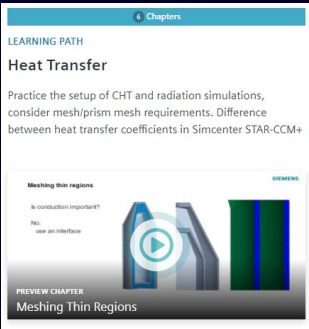 6 Chapters
LEARNING PATH
Heat Transfer
Practice the setup of CHT and radiation simulations,
consider mesh/prism mesh requirements. Difference
between heat transfer coefficients in Simcenter STAR-CCM+
SIEMENS
Meshing thin regions
Is conduction important?
No:
use an interface
PREVIEW CHAPTER
Meshing Thin Regions